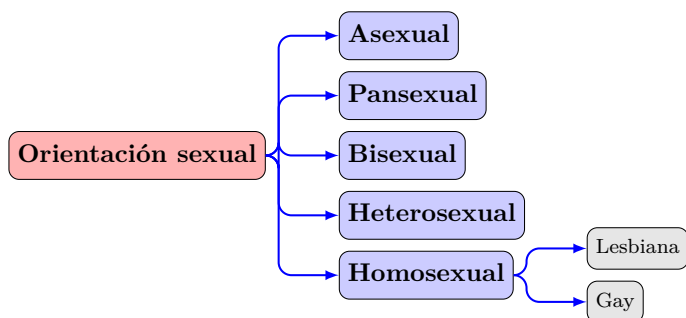 Orientación sexual
Asexual
Pansexual
Bisexual
Heterosexual
Homosexual
Lesbiana
Gay